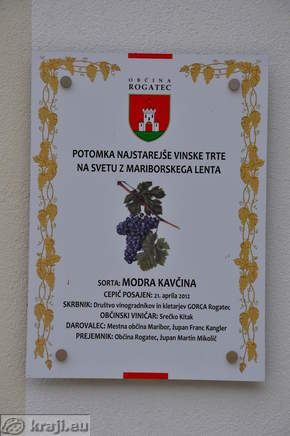 OBČINA
ROGATEC
POTOMKA NAJSTAREJŠE VINSKE TRTE
NA SVETU Z MARIBORSKEGA LENTA
SORTA: MODRA KAVČINA
CEPIČ POSAJEN: 21. aprila 2012
SKRBNIK: Društvo vinogradnikov in kletarjev GORCA Rogatec
OBČINSKI VINIČAR: Srečko Kitak
DAROVALEC: Mestna občina Maribor, župan Franc Kangler
PREJEMNIK: Občina Rogatec, župan Martin Mikolič
kraji.eu